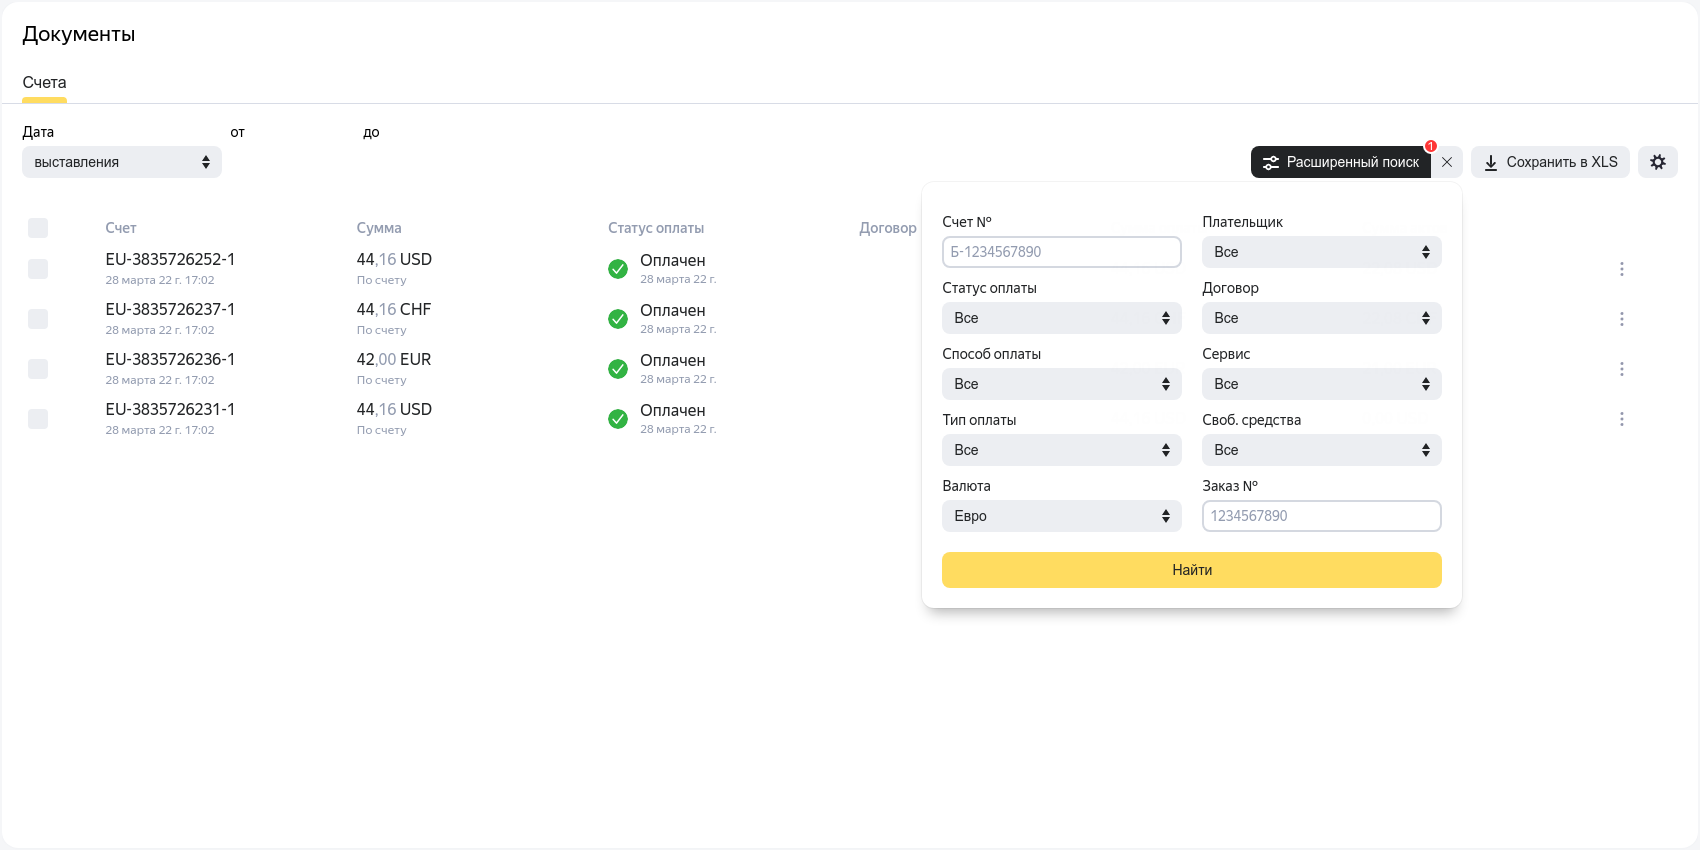 Документы
Счета
Дата
от
до
выставления
Расширенный поиск
1
Сохранить в XLS
Счет
Сумма
Статус оплаты
Договор
EU-3835726252-1
28 марта 22 г. 17:02
44,16 USD
По счету
Оплачен
28 марта 22 г.
EU-3835726237-1
28 марта 22 г. 17:02
44,16 CHF
По счету
Оплачен
28 марта 22 г.
EU-3835726236-1
28 марта 22 г. 17:02
42,00 EUR
По счету
Оплачен
28 марта 22 г.
EU-3835726231-1
28 марта 22 г. 17:02
44,16 USD
По счету
Оплачен
28 марта 22 г.
Счет №
Б-1234567890
Плательщик
Все
Статус оплаты
Все
Договор
Все
Способ оплаты
Все
Сервис
Все
Тип оплаты
Все
Своб. средства
Все
Валюта
Евро
Заказ №
1234567890
Найти